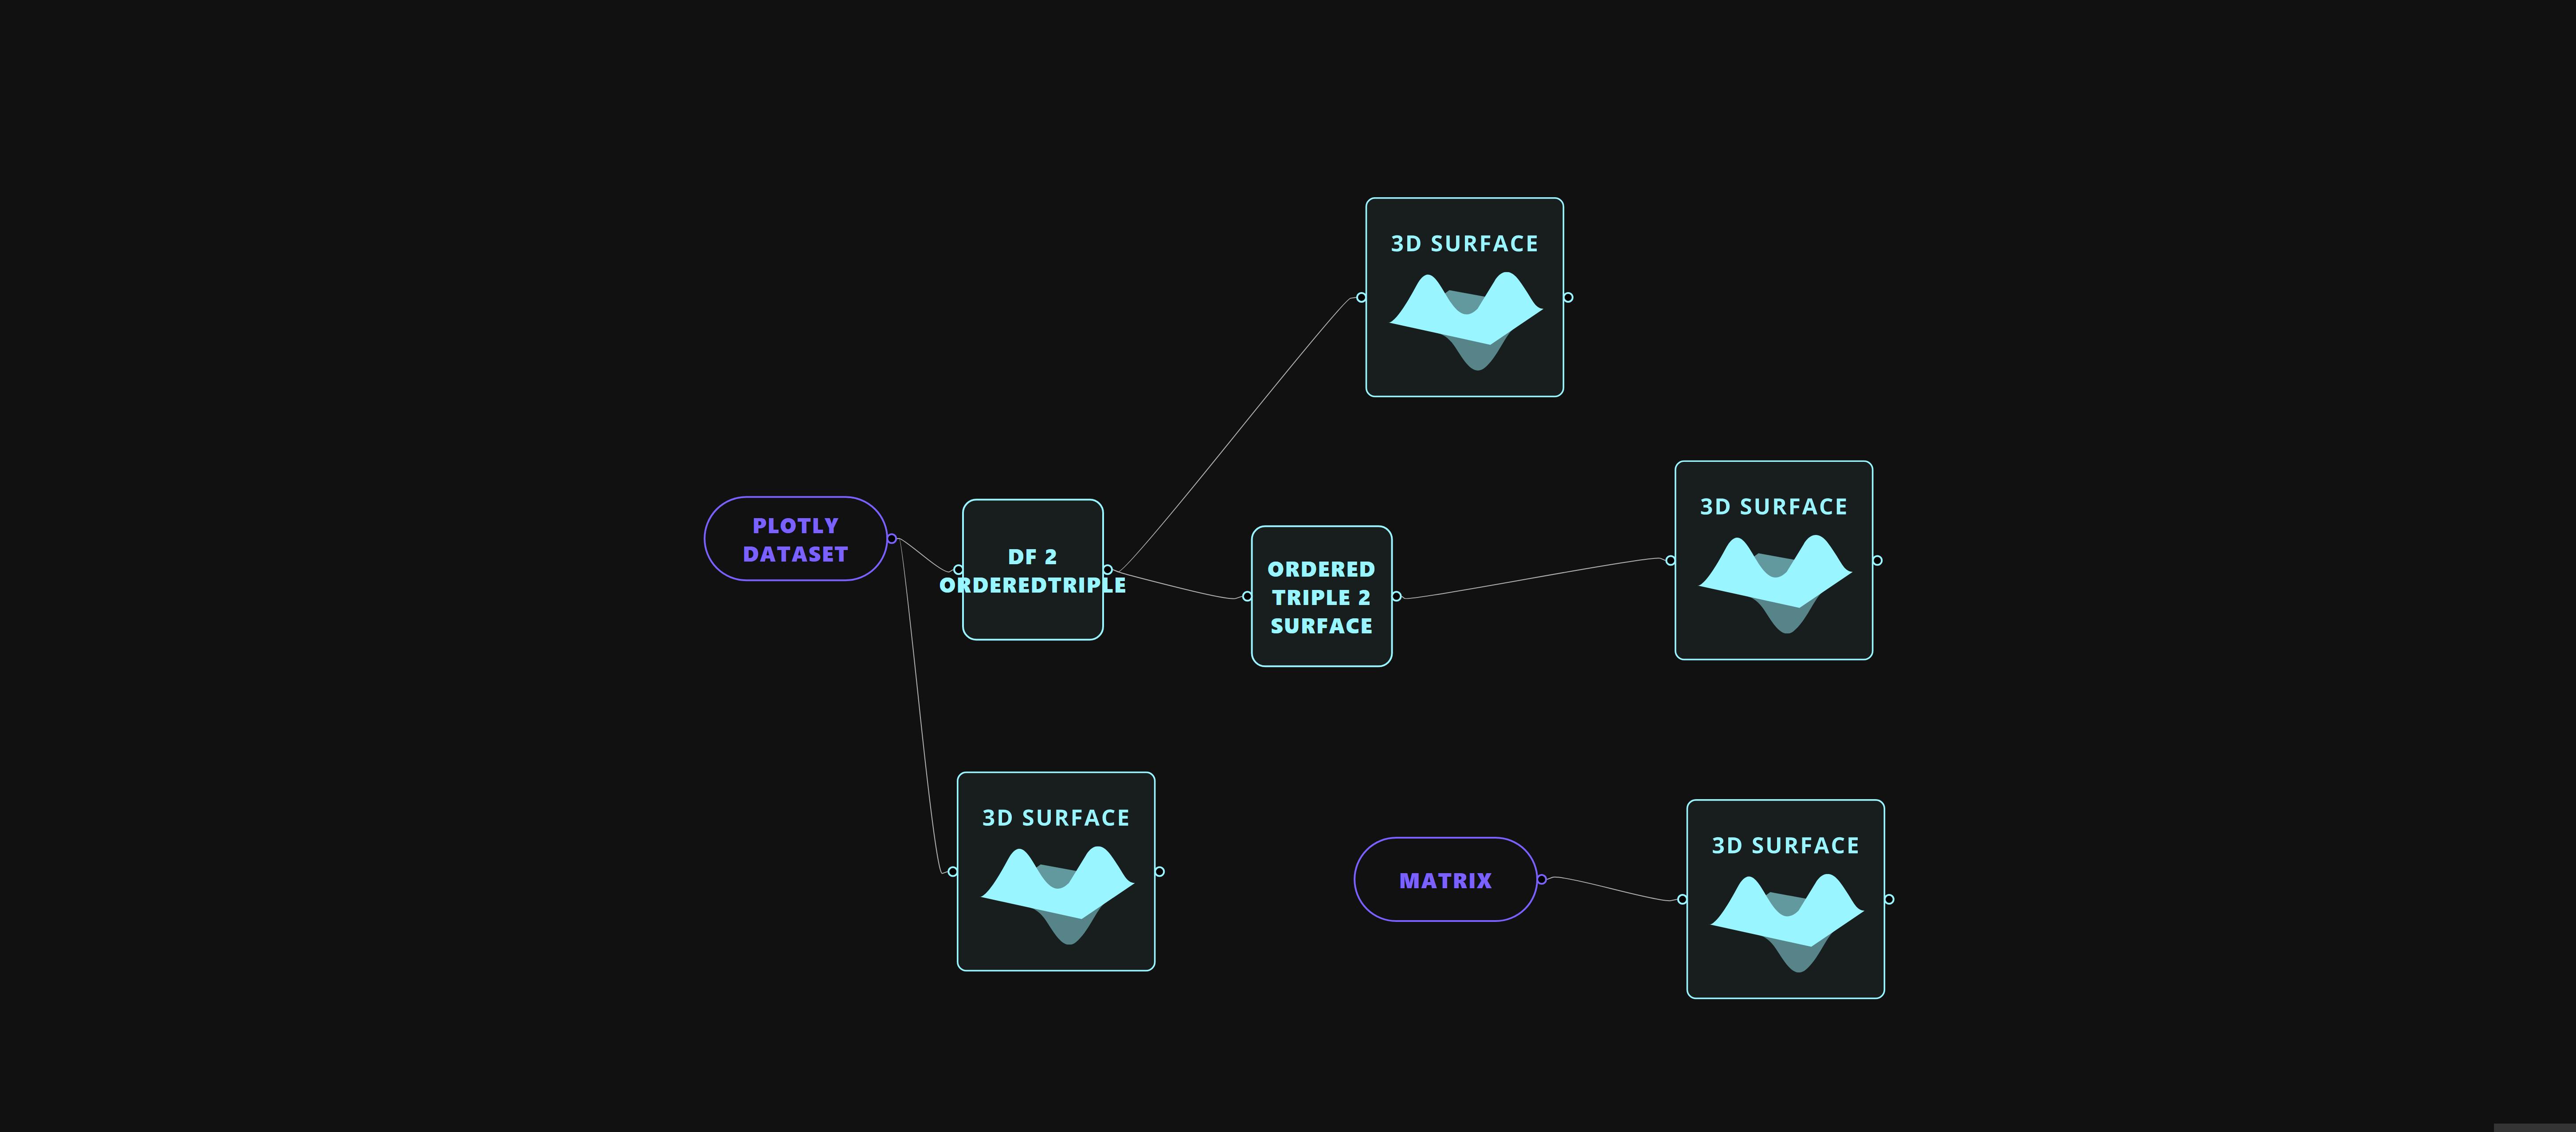 3D SURFACE
PLOTLY
DATASET
DF 2
ORDEREDTRIPLE
ORDERED
TRIPLE 2
SURFACE
3D SURFACE
3D SURFACE
MATRIX
3D SURFACE